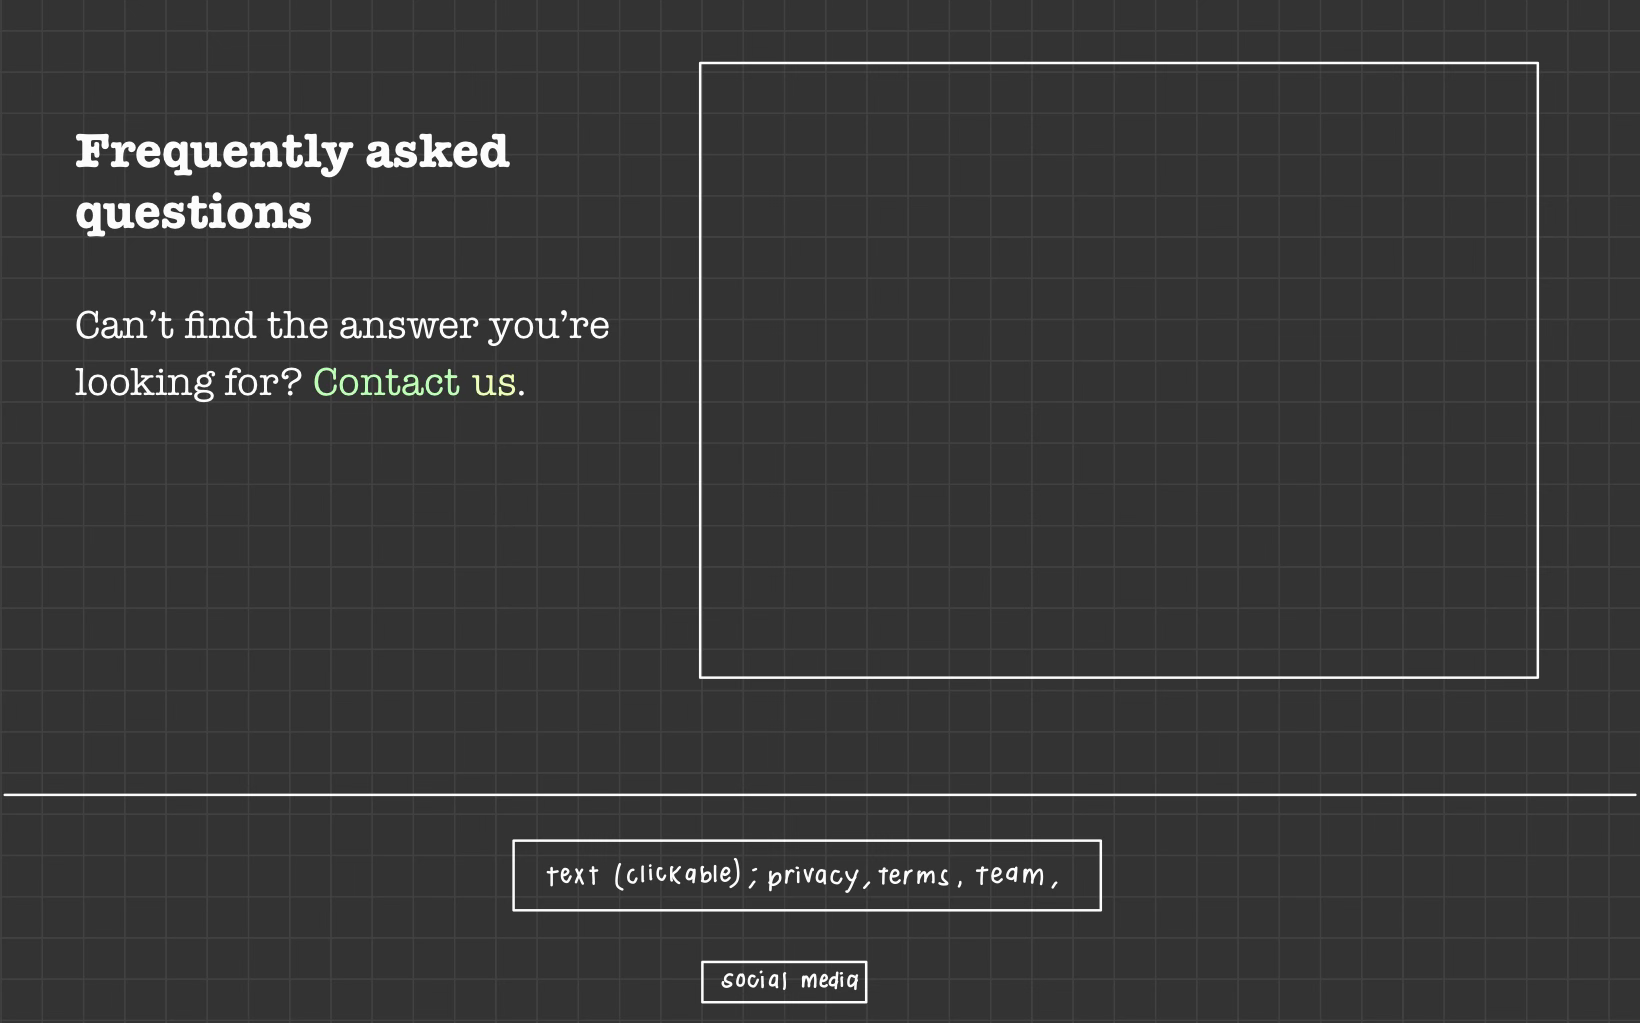 Frequently asked
questions
Can't find the answer you're
looking for? Contact us.
text (clickable); privacy, terms, team,
social media